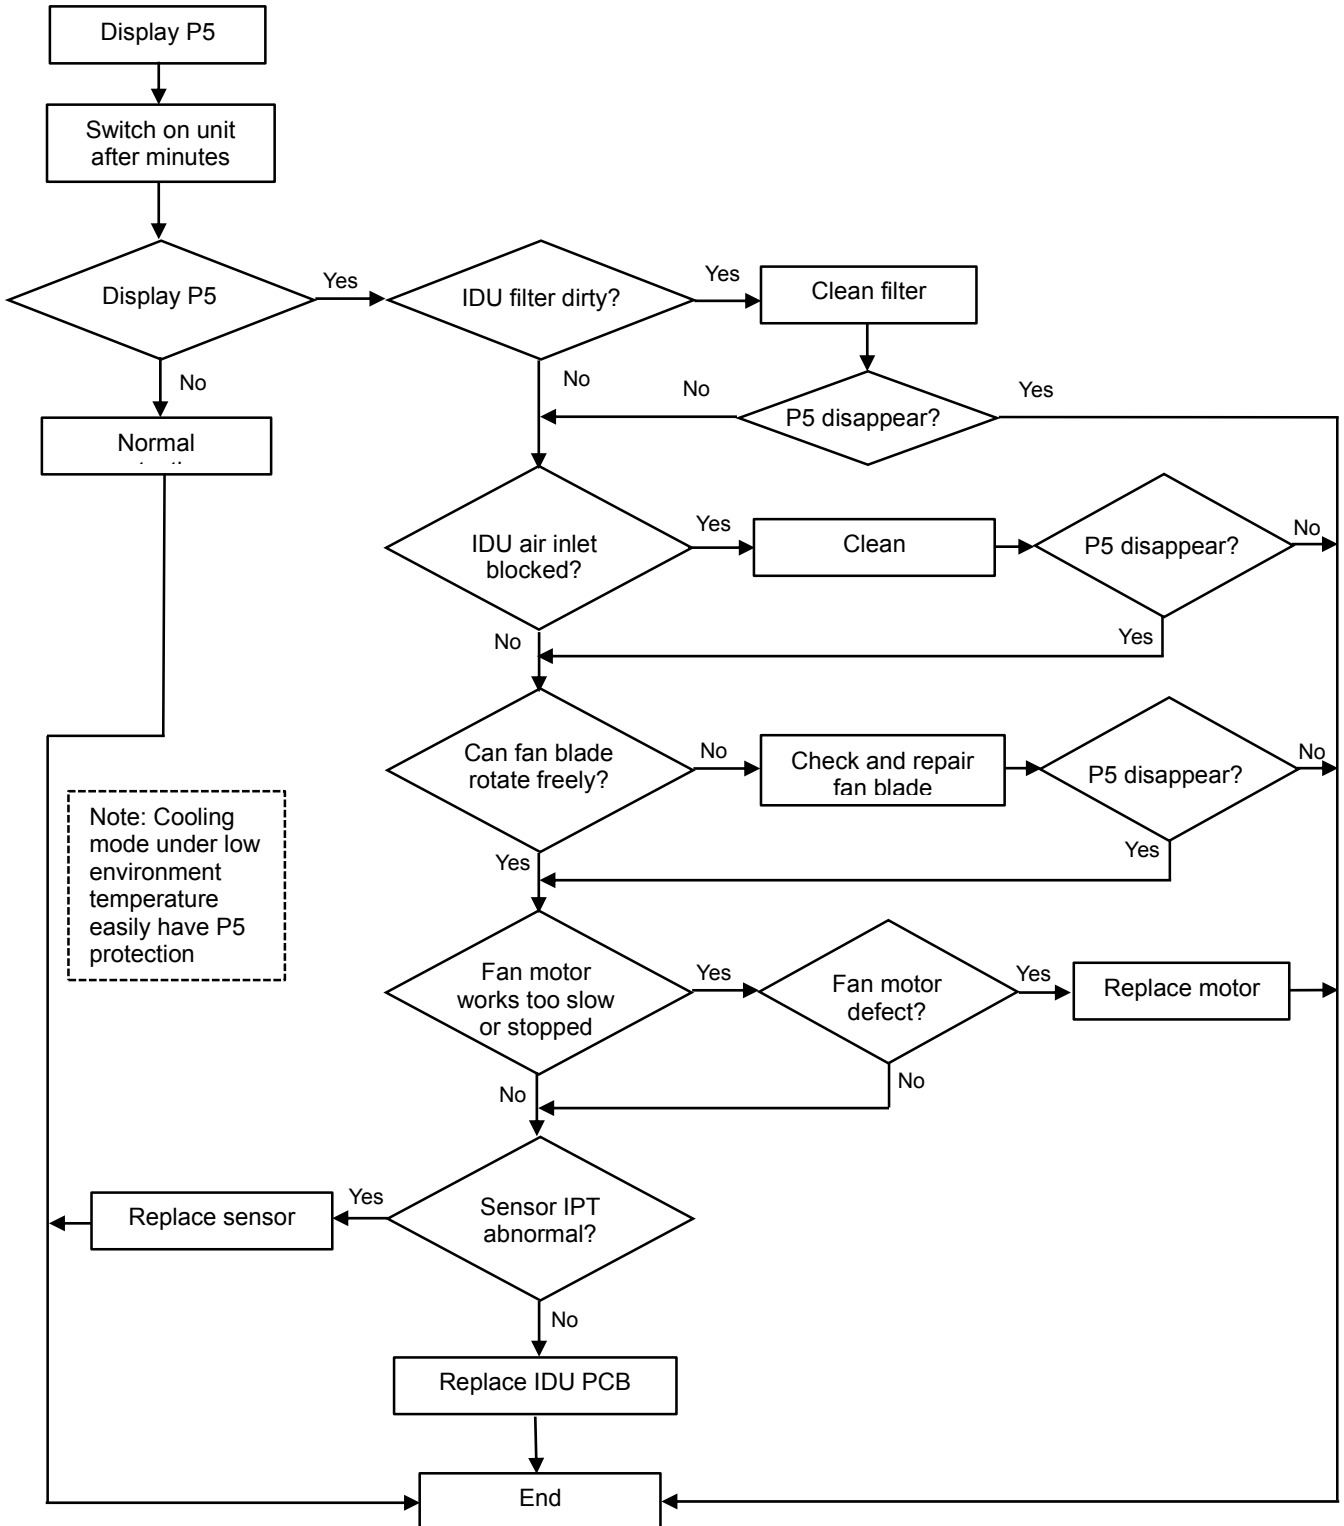 Display P5
Switch on unit
after minutes
Display P5
Yes
No
Normal
IDU filter dirty?
Yes
Clean filter
No
No
P5 disappear?
Yes
IDU air inlet
blocked?
Yes
Clean
P5 disappear?
No
No
Yes
Can fan blade
rotate freely?
No
Check and repair
fan blade
P5 disappear?
No
Yes
Yes
Note: Cooling
mode under low
environment
temperature
easily have P5
protection
Fan motor
works too slow
or stopped
Yes
Fan motor
defect?
Yes
Replace motor
No
No
Sensor IPT
abnormal?
Yes
Replace sensor
No
Replace IDU PCB
End